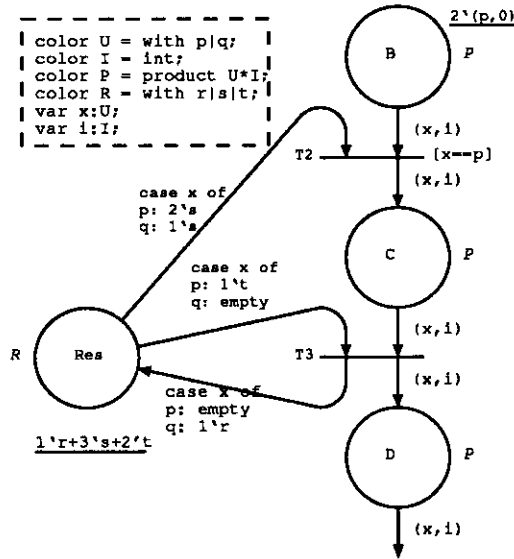 color U = with p|q;
color I = int;
color P = product U*I;
color R = with r|s|t;
var x:U;
var i:I;
2`(p,0)
B
P
(x,i)
T2
[x==p]
(x,i)
case x of
p: 2`s
q: 1`s
C
P
case x of
p: 1`t
q: empty
(x,i)
R
Res
T3
(x,i)
case x of
p: empty
q: 1`r
1`r+3`s+2't
D
P
(x,i)